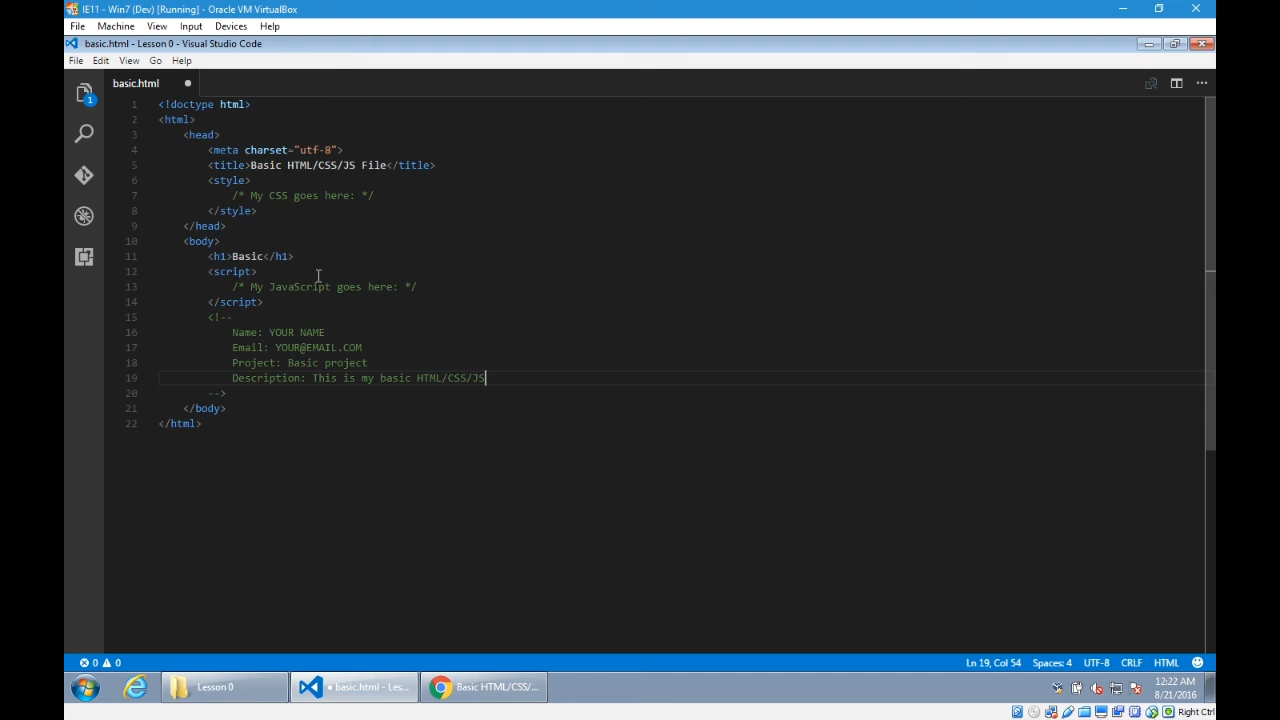 IE11 - Win7 (Dev) [Running] - Oracle VM VirtualBox
File Machine View Input Devices Help
basic.html - Lesson 0 - Visual Studio Code
File Edit View Go Help
basic.html
1
1 <!doctype html>
2 <html>
3 <head>
4 <meta charset="utf-8">
5 <title>Basic HTML/CSS/JS File</title>
6 <style>
7 /* My CSS goes here: */
8 </style>
9 </head>
10 <body>
11 <h1>Basic</h1>
12 <script>
13 /* My JavaScript goes here: */
14 </script>
15 <!--
16 Name: YOUR NAME
17 Email: YOUR@EMAIL.COM
18 Project: Basic project
19 Description: This is my basic HTML/CSS/JS
20 -->
21 </body>
22 </html>
0 0 Ln 19, Col 54 Spaces: 4 UTF-8 CRLF HTML
Lesson 0 • basic.html - Les... Basic HTML/CSS/... 12:22 AM
8/21/2016
Right Ctrl